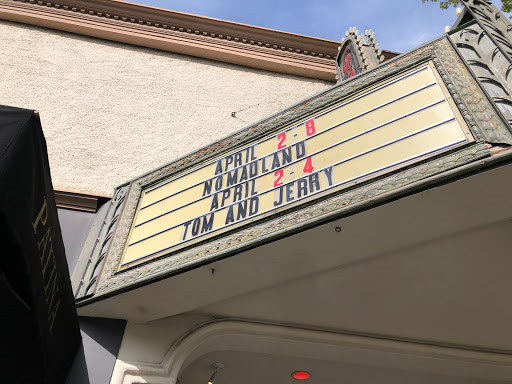 APRIL 2-8
NOMADLAND
APRIL 2-4
TOM AND JERRY